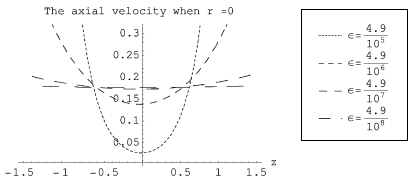 The axial velocity when r =0
0.3
0.25
0.2
0.15
0.1
0.05
-1.5 -1 -0.5 0.5 1 1.5 z
ϵ= 4.9/10^5
ϵ= 4.9/10^6
ϵ= 4.9/10^7
ϵ= 4.9/10^8